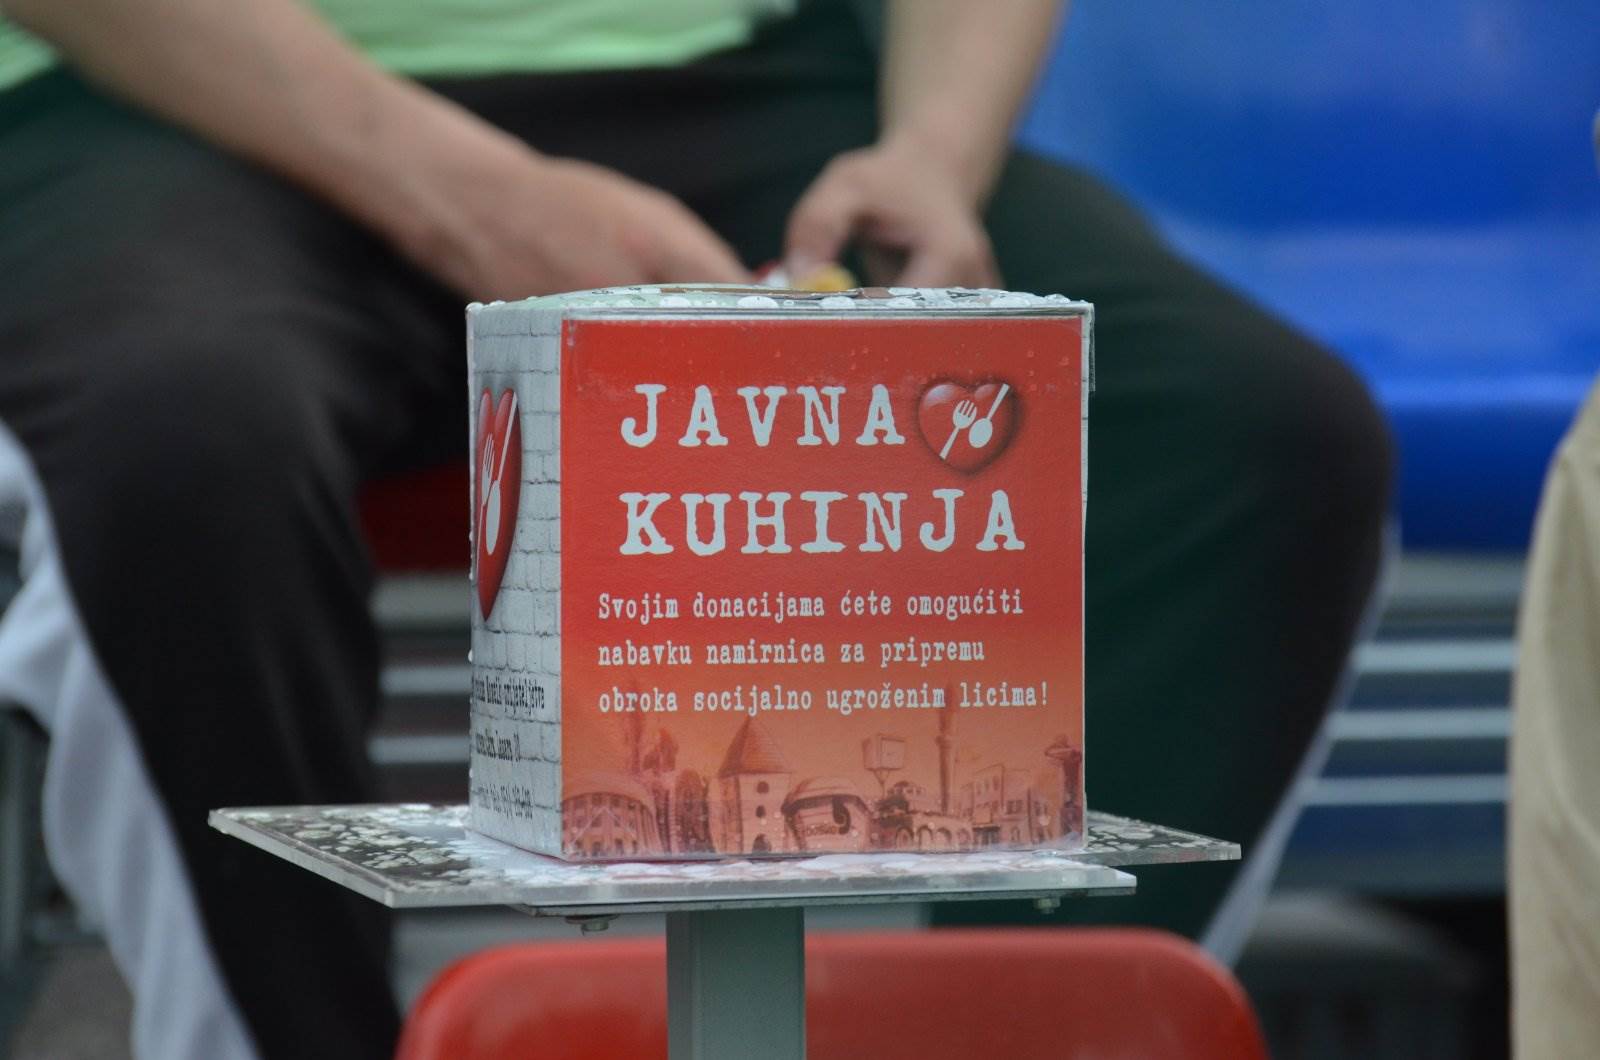 JAVNA
KUHINJA
Svojim donacijama ćete omogućiti
nabavku namirnica za pripremu
obroka socijalno ugroženim licima!